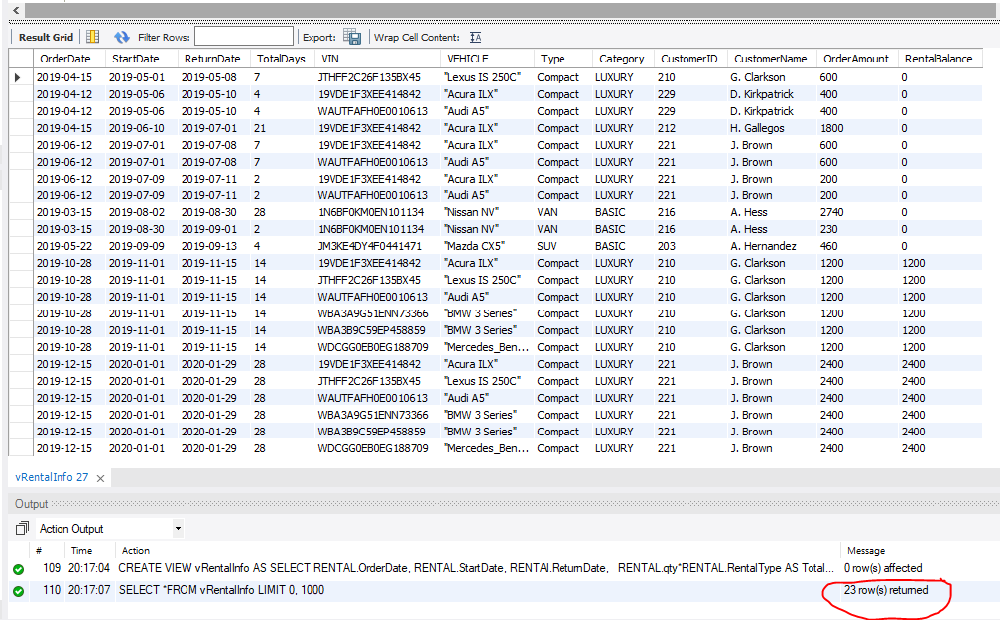 Result Grid Filter Rows: Export: Wrap Cell Content: IA
OrderDate StartDate ReturnDate TotalDays VIN VEHICLE Type Category CustomerID CustomerName OrderAmount RentalBalance
2019-04-15 2019-05-01 2019-05-08 7 JTHFF2C26F135BX45 "Lexus IS 250C" Compact LUXURY 210 G. Clarkson 600 0
2019-04-12 2019-05-06 2019-05-10 4 19VDE1F3XEE414842 "Acura ILX" Compact LUXURY 229 D. Kirkpatrick 400 0
2019-04-12 2019-05-06 2019-05-10 4 WAUTFAFH0E0010613 "Audi A5" Compact LUXURY 229 D. Kirkpatrick 400 0
2019-04-15 2019-06-10 2019-07-01 21 19VDE1F3XEE414842 "Acura ILX" Compact LUXURY 212 H. Gallegos 1800 0
2019-06-12 2019-07-01 2019-07-08 7 19VDE1F3XEE414842 "Acura ILX" Compact LUXURY 221 J. Brown 600 0
2019-06-12 2019-07-01 2019-07-08 7 WAUTFAFH0E0010613 "Audi A5" Compact LUXURY 221 J. Brown 600 0
2019-06-12 2019-07-09 2019-07-11 2 19VDE1F3XEE414842 "Acura ILX" Compact LUXURY 221 J. Brown 200 0
2019-06-12 2019-07-09 2019-07-11 2 WAUTFAFH0E0010613 "Audi A5" Compact LUXURY 221 J. Brown 200 0
2019-03-15 2019-08-02 2019-08-30 28 1N6BF0KM0EN101134 "Nissan NV" VAN BASIC 216 A. Hess 2740 0
2019-03-15 2019-08-30 2019-09-01 2 1N6BF0KM0EN101134 "Nissan NV" VAN BASIC 216 A. Hess 230 0
2019-05-22 2019-09-09 2019-09-13 4 JM3KE4DY4F0441471 "Mazda CX5" SUV BASIC 203 A. Hernandez 460 0
2019-10-28 2019-11-01 2019-11-15 14 19VDE1F3XEE414842 "Acura ILX" Compact LUXURY 210 G. Clarkson 1200 1200
2019-10-28 2019-11-01 2019-11-15 14 JTHFF2C26F135BX45 "Lexus IS 250C" Compact LUXURY 210 G. Clarkson 1200 1200
2019-10-28 2019-11-01 2019-11-15 14 WAUTFAFH0E0010613 "Audi A5" Compact LUXURY 210 G. Clarkson 1200 1200
2019-10-28 2019-11-01 2019-11-15 14 WBA3A9G51ENN73366 "BMW 3 Series" Compact LUXURY 210 G. Clarkson 1200 1200
2019-10-28 2019-11-01 2019-11-15 14 WBA3B9C59EP458859 "BMW 3 Series" Compact LUXURY 210 G. Clarkson 1200 1200
2019-10-28 2019-11-01 2019-11-15 14 WDCGG0EB0EG188709 "Mercedes_Ben... Compact LUXURY 210 G. Clarkson 1200 1200
2019-12-15 2020-01-01 2020-01-29 28 19VDE1F3XEE414842 "Acura ILX" Compact LUXURY 221 J. Brown 2400 2400
2019-12-15 2020-01-01 2020-01-29 28 JTHFF2C26F135BX45 "Lexus IS 250C" Compact LUXURY 221 J. Brown 2400 2400
2019-12-15 2020-01-01 2020-01-29 28 WAUTFAFH0E0010613 "Audi A5" Compact LUXURY 221 J. Brown 2400 2400
2019-12-15 2020-01-01 2020-01-29 28 WBA3A9G51ENN73366 "BMW 3 Series" Compact LUXURY 221 J. Brown 2400 2400
2019-12-15 2020-01-01 2020-01-29 28 WBA3B9C59EP458859 "BMW 3 Series" Compact LUXURY 221 J. Brown 2400 2400
2019-12-15 2020-01-01 2020-01-29 28 WDCGG0EB0EG188709 "Mercedes_Ben... Compact LUXURY 221 J. Brown 2400 2400
vRentalInfo 27
Output
Action Output
# Time Action Message
109 20:17:04 CREATE VIEW vRentalInfo AS SELECT RENTAL.OrderDate, RENTAL.StartDate, RENTAl.ReturnDate, RENTAL.qty*RENTAL.RentalType AS Total... 0 row(s) affected
110 20:17:07 SELECT *FROM vRentalInfo LIMIT 0, 1000 23 row(s) returned